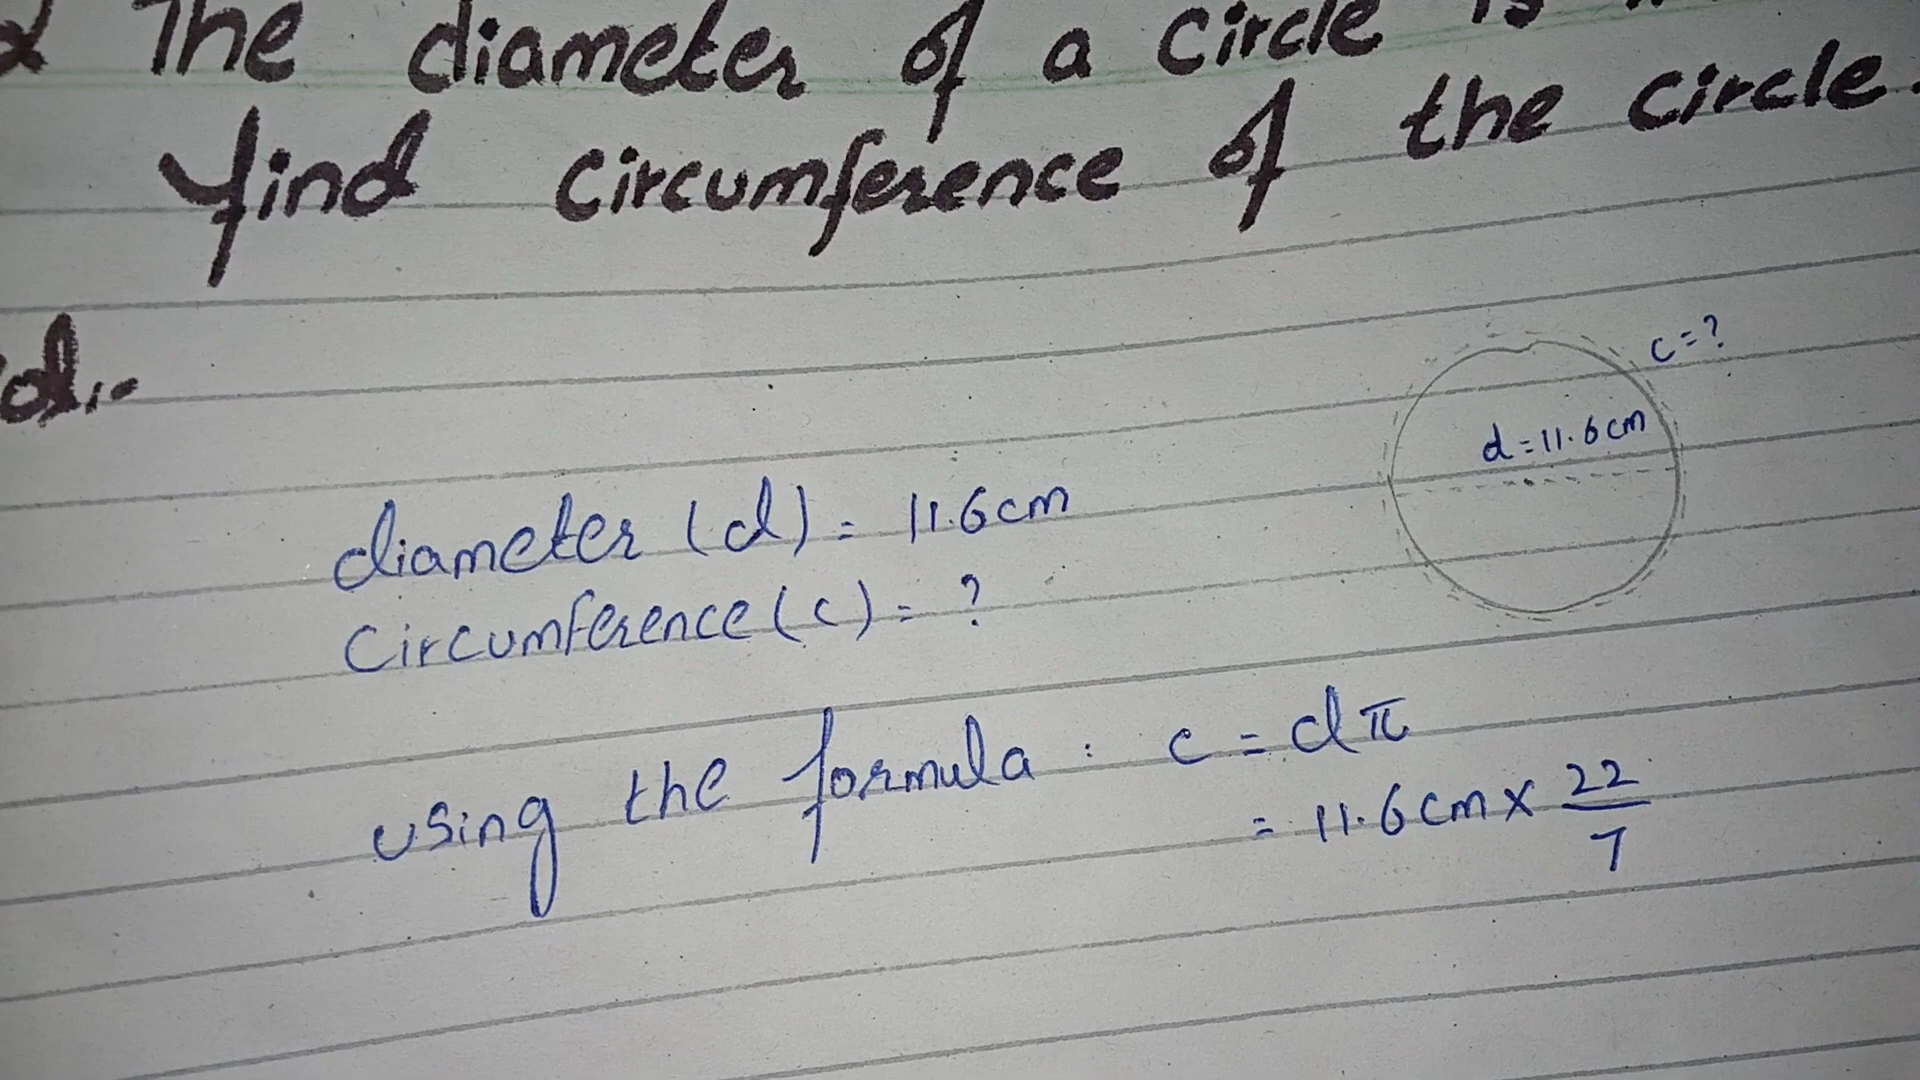 The diameter of a circle is
find circumference of the circle.
c=?
d=11.6cm
diameter (d) = 11.6cm
Circumference (c) = ?
using the formula : c = dπ
= 11.6cm x 22/7